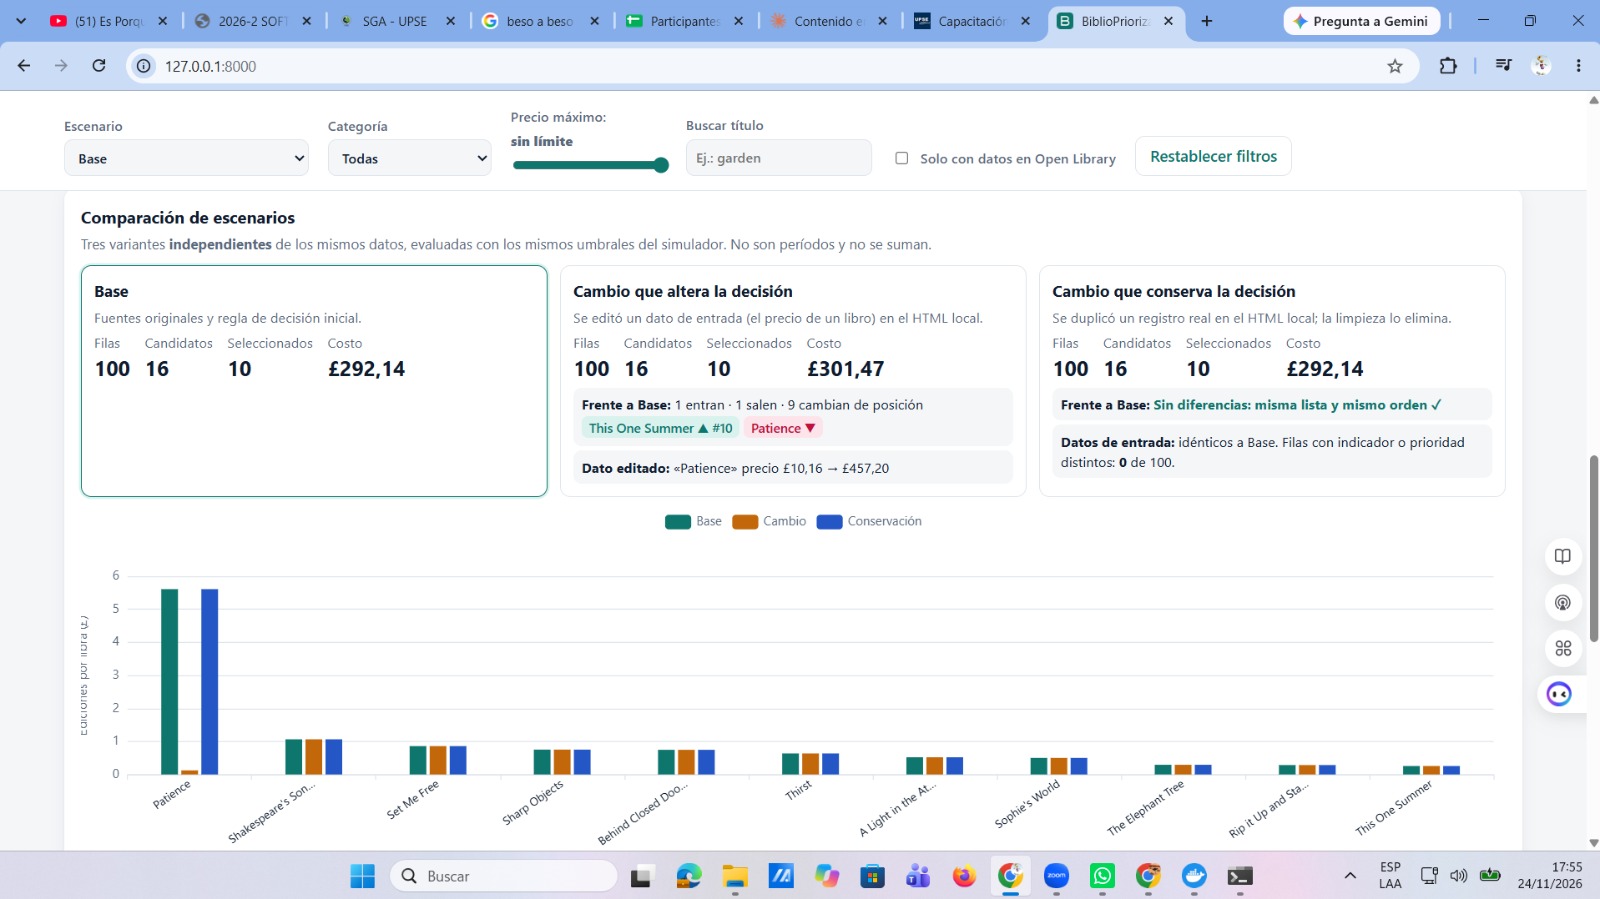 (51) Es Porqu
2026-2 SOFT
SGA - UPSE
beso a beso
Participantes
Contenido e
Capacitación
BiblioPrioriza
Pregunta a Gemini
127.0.0.1:8000
Escenario
Base
Categoría
Todas
Precio máximo:
sin límite
Buscar título
Ej.: garden
Solo con datos en Open Library
Restablecer filtros
Comparación de escenarios
Tres variantes independientes de los mismos datos, evaluadas con los mismos umbrales del simulador. No son períodos y no se suman.
Base
Fuentes originales y regla de decisión inicial.
Filas Candidatos Seleccionados Costo
100 16 10 £292,14
Cambio que altera la decisión
Se editó un dato de entrada (el precio de un libro) en el HTML local.
Filas Candidatos Seleccionados Costo
100 16 10 £301,47
Frente a Base: 1 entran · 1 salen · 9 cambian de posición
This One Summer ▲ #10 Patience ▼
Dato editado: «Patience» precio £10,16 → £457,20
Cambio que conserva la decisión
Se duplicó un registro real en el HTML local; la limpieza lo elimina.
Filas Candidatos Seleccionados Costo
100 16 10 £292,14
Frente a Base: Sin diferencias: misma lista y mismo orden ✓
Datos de entrada: idénticos a Base. Filas con indicador o prioridad
distintos: 0 de 100.
Base Cambio Conservación
Ediciones por libra (£)
6
5
4
3
2
1
0
Patience
Shakespeare's Son...
Set Me Free
Sharp Objects
Behind Closed Doo...
Thirst
A Light in the At...
Sophie's World
The Elephant Tree
Rip it Up and Sta...
This One Summer
Buscar
zoom
ESP
LAA
17:55
24/11/2026